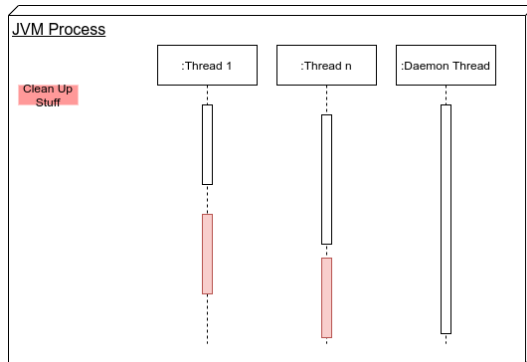 JVM Process
:Thread 1
:Thread n
:Daemon Thread
Clean Up
Stuff